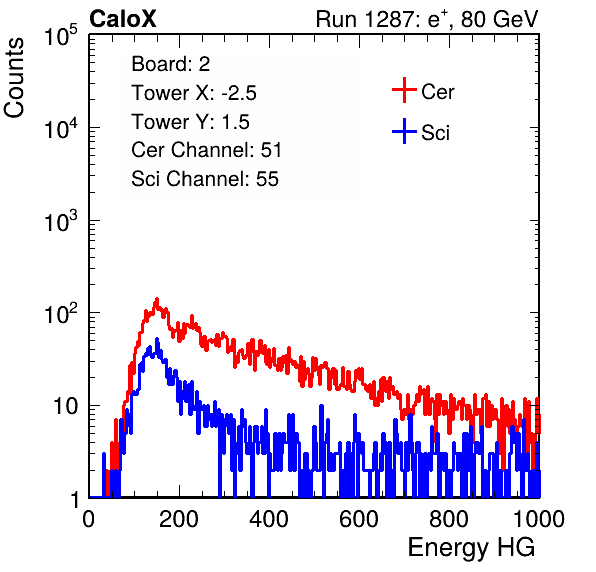 CaloX Run 1287: e⁺, 80 GeV
Counts
Board: 2
Tower X: -2.5
Tower Y: 1.5
Cer Channel: 51
Sci Channel: 55
Cer
Sci
10⁵
10⁴
10³
10²
10
1
0 200 400 600 800 1000
Energy HG